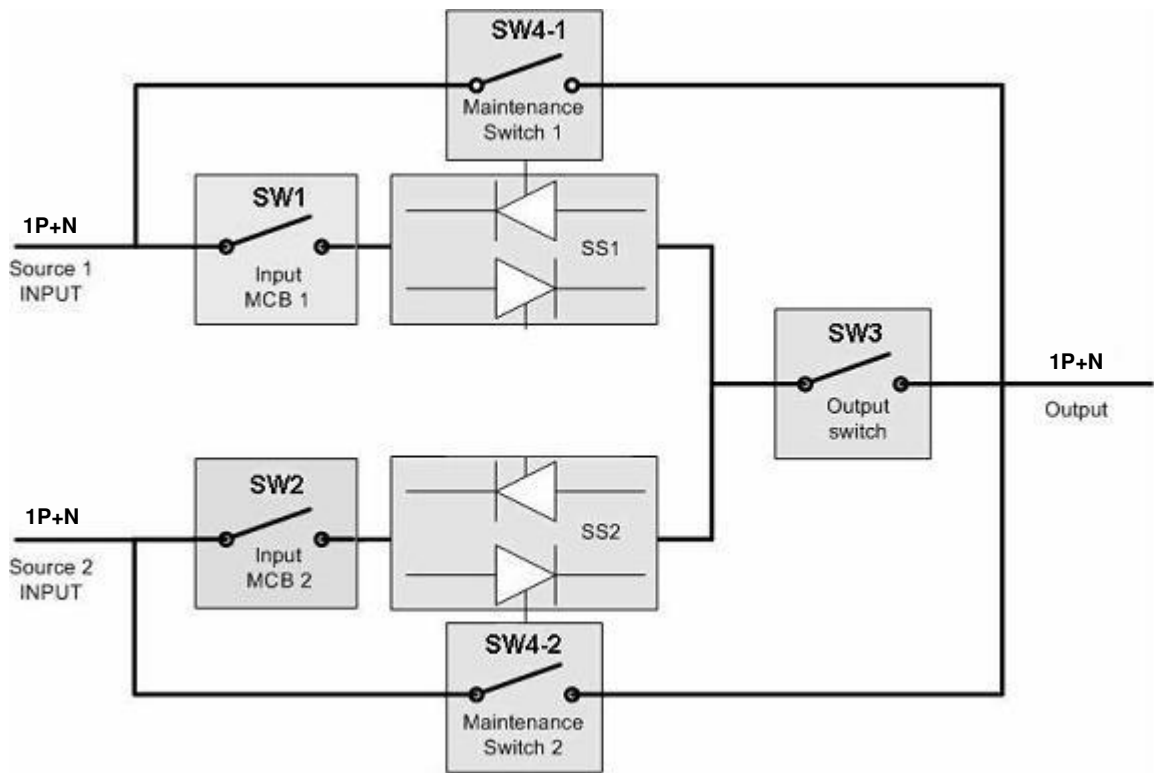 SW4-1
Maintenance
Switch 1
SW1
Input
MCB 1
1P+N
Source 1
INPUT
SS1
SW3
Output
switch
1P+N
Output
SW2
Input
MCB 2
1P+N
Source 2
INPUT
SS2
SW4-2
Maintenance
Switch 2